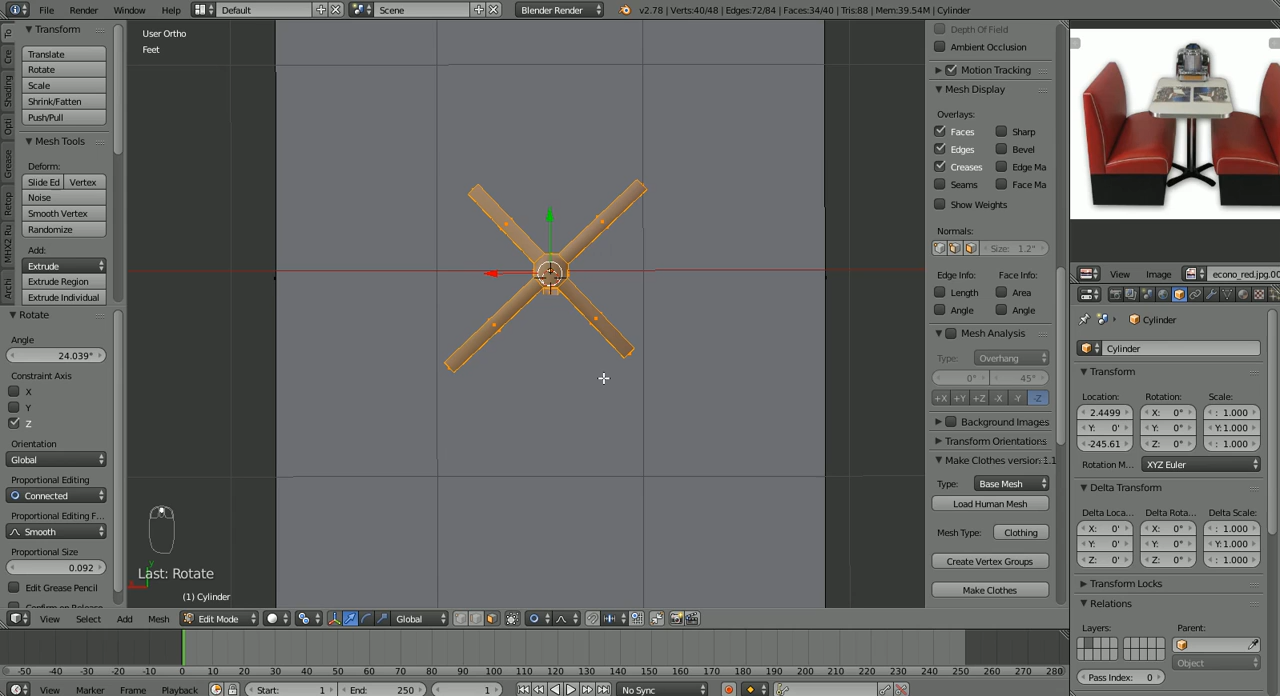 File Render Window Help Default Scene Blender Render v2.78 | Verts:40/48 | Edges:72/84 | Faces:34/40 | Tris:88 | Mem:39.54M | Cylinder
Transform
Translate
Rotate
Scale
Shrink/Fatten
Push/Pull
Mesh Tools
Deform:
Slide Ed Vertex
Noise
Smooth Vertex
Randomize
Add:
Extrude
Extrude Region
Extrude Individual
To
Cre
Shading
Opti
Grease
Retop
MHX2 Ru
Archi
Rotate
Angle
24.039°
Constraint Axis
X
Y
Z
Orientation
Global
Proportional Editing
Connected
Proportional Editing F...
Smooth
Proportional Size
0.092
Edit Grease Pencil
Confirm on Release
User Ortho
Feet
Last: Rotate
(1) Cylinder
Depth Of Field
Ambient Occlusion
Motion Tracking
Mesh Display
Overlays:
Faces Sharp
Edges Bevel
Creases Edge Ma
Seams Face Ma
Show Weights
Normals:
Size: 1.2"
Edge Info: Face Info:
Length Area
Angle Angle
Mesh Analysis
Type: Overhang
0° 45°
+X +Y +Z -X -Y -Z
Background Images
Transform Orientations
Make Clothes version: 1.1
Type: Base Mesh
Load Human Mesh
Mesh Type: Clothing
Create Vertex Groups
Make Clothes
View Image econo_red.jpg.00
Cylinder
Cylinder
Transform
Location: Rotation: Scale:
2.4499 X: 0° : 1.000
Y: 0' Y: 0° Y: 1.000
-245.61 Z: 0° : 1.000
Rotation M... XYZ Euler
Delta Transform
Delta Loca... Delta Rota... Delta Scale:
X: 0' X: 0° : 1.000
Y: 0' Y: 0° Y: 1.000
Z: 0' Z: 0° : 1.000
Transform Locks
Relations
Layers: Parent:
Object
Pass Index: 0
View Select Add Mesh Edit Mode Global
-50 -40 -30 -20 -10 0 10 20 30 40 50 60 70 80 90 100 110 120 130 140 150 160 170 180 190 200 210 220 230 240 250 260 270 280
View Marker Frame Playback Start: 1 End: 250 1 No Sync